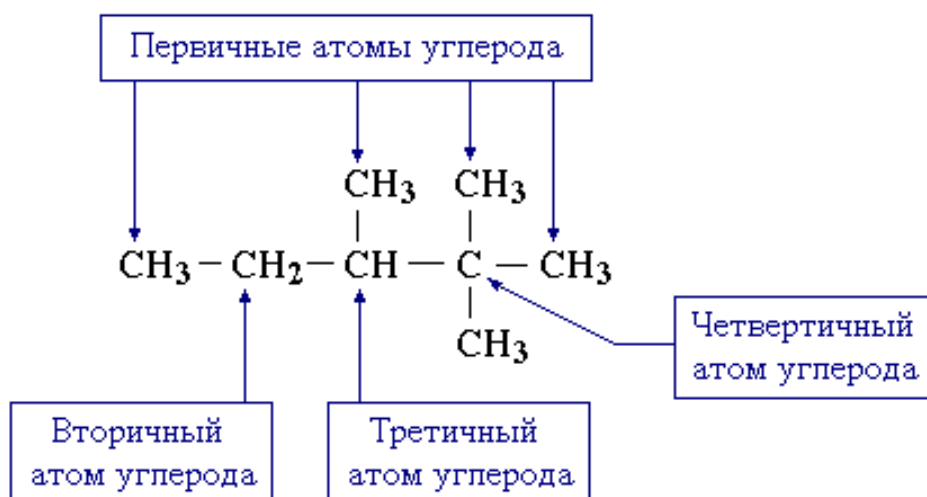 Первичные атомы углерода
CH3 CH3
CH3–CH2–CH–C–CH3
CH3
Четвертичный
атом углерода
Вторичный
атом углерода
Третичный
атом углерода